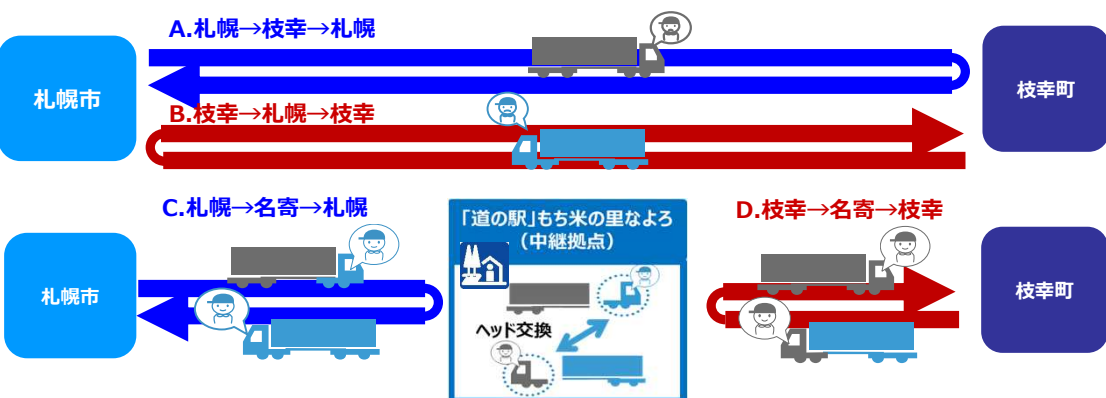 A.札幌→枝幸→札幌
札幌市
枝幸町
B.枝幸→札幌→枝幸
C.札幌→名寄→札幌
「道の駅」もち米の里なよろ
（中継拠点）
D.枝幸→名寄→枝幸
札幌市
枝幸町
ヘッド交換